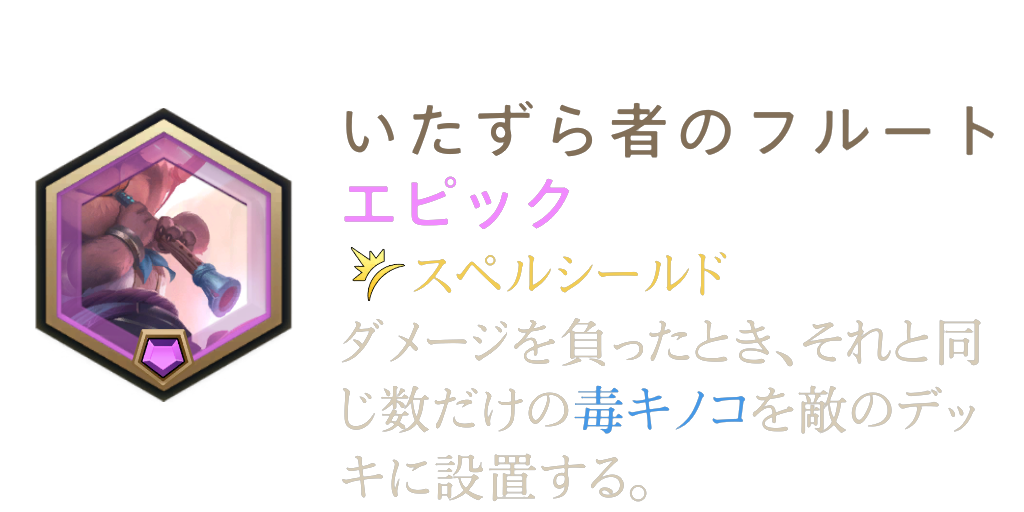 いたずら者のフルート
エピック
スペルシールド
ダメージを負ったとき、それと同
じ数だけの毒キノコを敵のデッ
キに設置する。